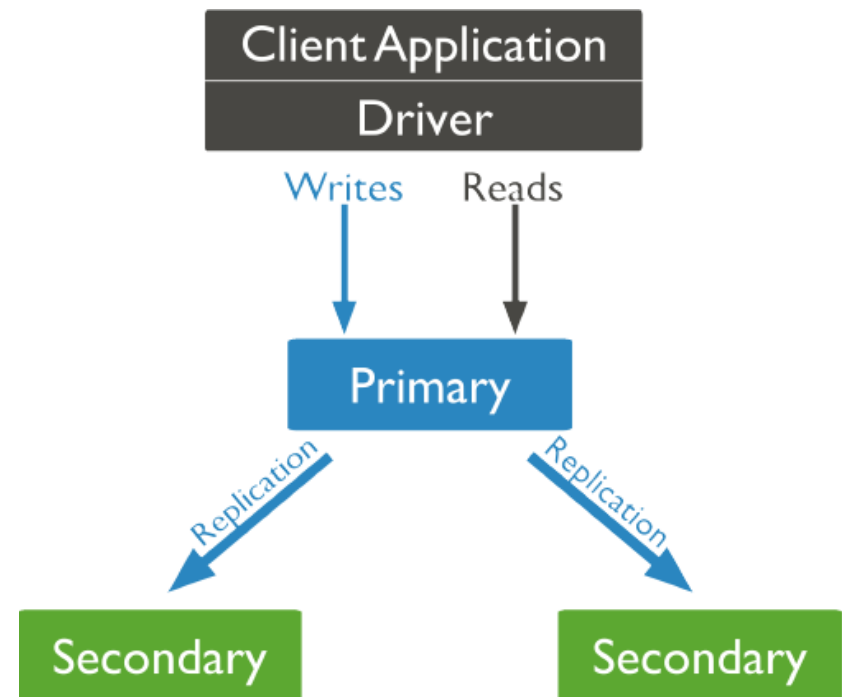 Client Application
Driver
Writes Reads
Primary
Replication Replication
Secondary Secondary